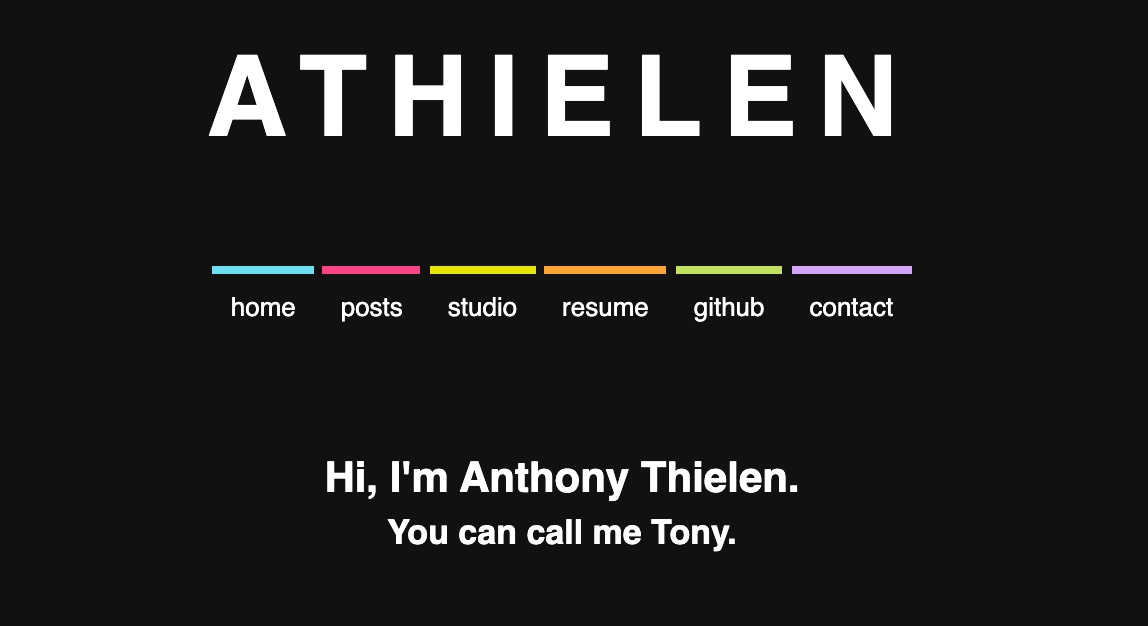 ATHIELEN
home posts studio resume github contact
Hi, I'm Anthony Thielen.
You can call me Tony.